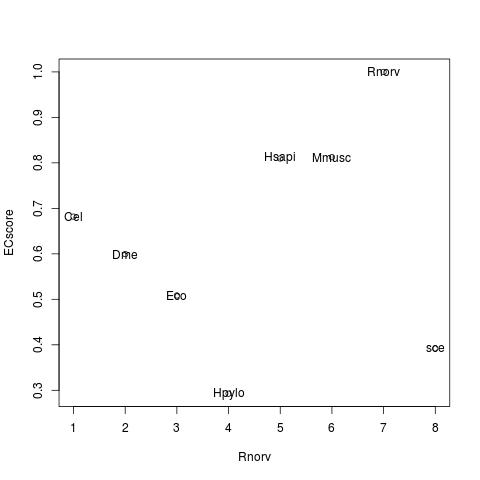 1.0
0.9
0.8
0.7
0.6
0.5
0.4
0.3
ECscore
Rnorv
Hsapi
Mmusc
Cel
Dme
Eco
sce
Hpylo
1 2 3 4 5 6 7 8
Rnorv